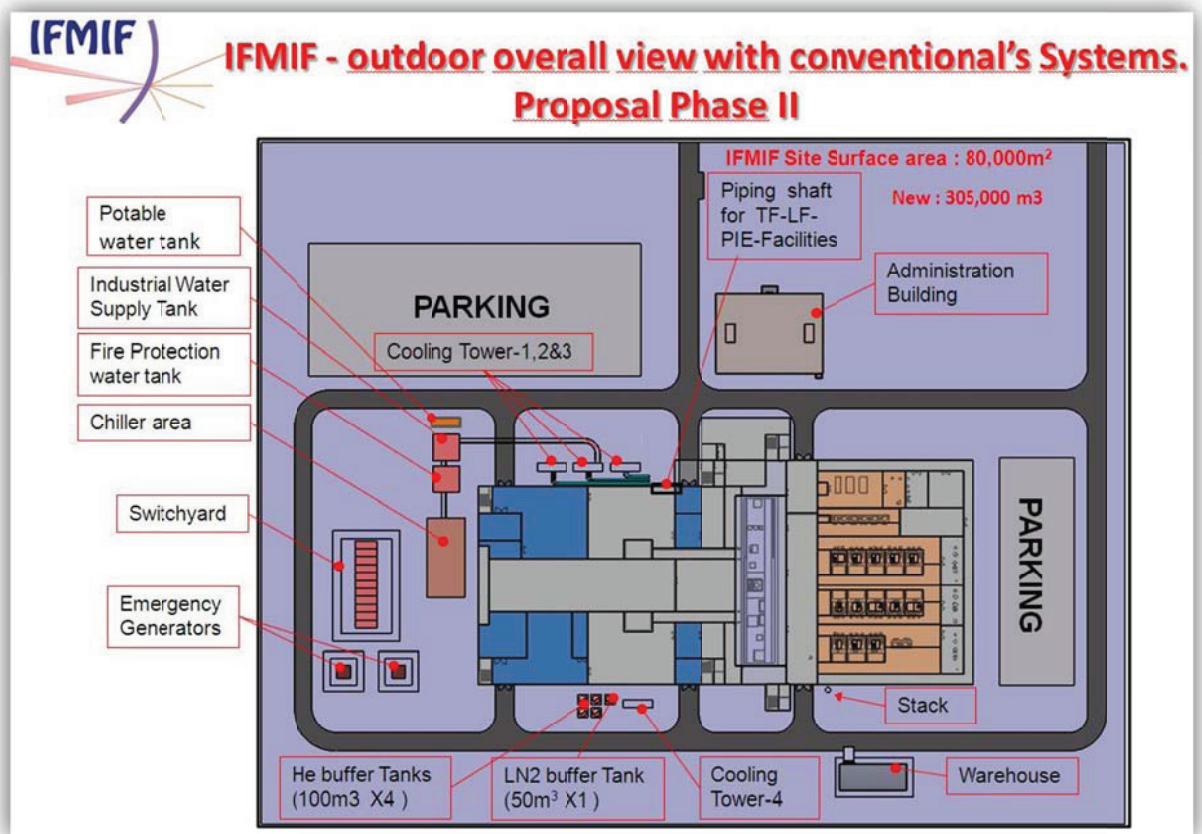 IFMIF
IFMIF - outdoor overall view with conventional's Systems.
Proposal Phase II
IFMIF Site Surface area : 80,000m²
New : 305,000 m3
Piping shaft
for TF-LF-
PIE-Facilities
Potable
water tank
Administration
Building
Industrial Water
Supply Tank
PARKING
Cooling Tower-1,2&3
Fire Protection
water tank
Chiller area
Switchyard
PARKING
Emergency
Generators
Stack
He buffer Tanks
(100m3 X4 )
LN2 buffer Tank
(50m³ X1 )
Cooling
Tower-4
Warehouse